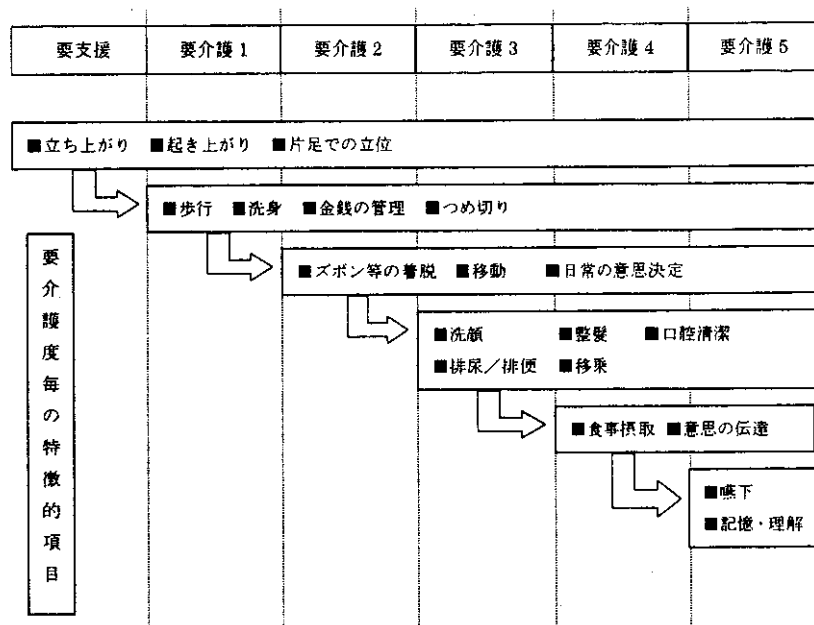 要支援 要介護1 要介護2 要介護3 要介護4 要介護5
■立ち上がり ■起き上がり ■片足での立位
■歩行 ■洗身 ■金銭の管理 ■つめ切り
■ズボン等の着脱 ■移動 ■日常の意思決定
■洗顔 ■整髪 ■口腔清潔
■排尿/排便 ■移乗
■食事摂取 ■意思の伝達
■嚥下
■記憶・理解
要介護度毎の特徴的項目